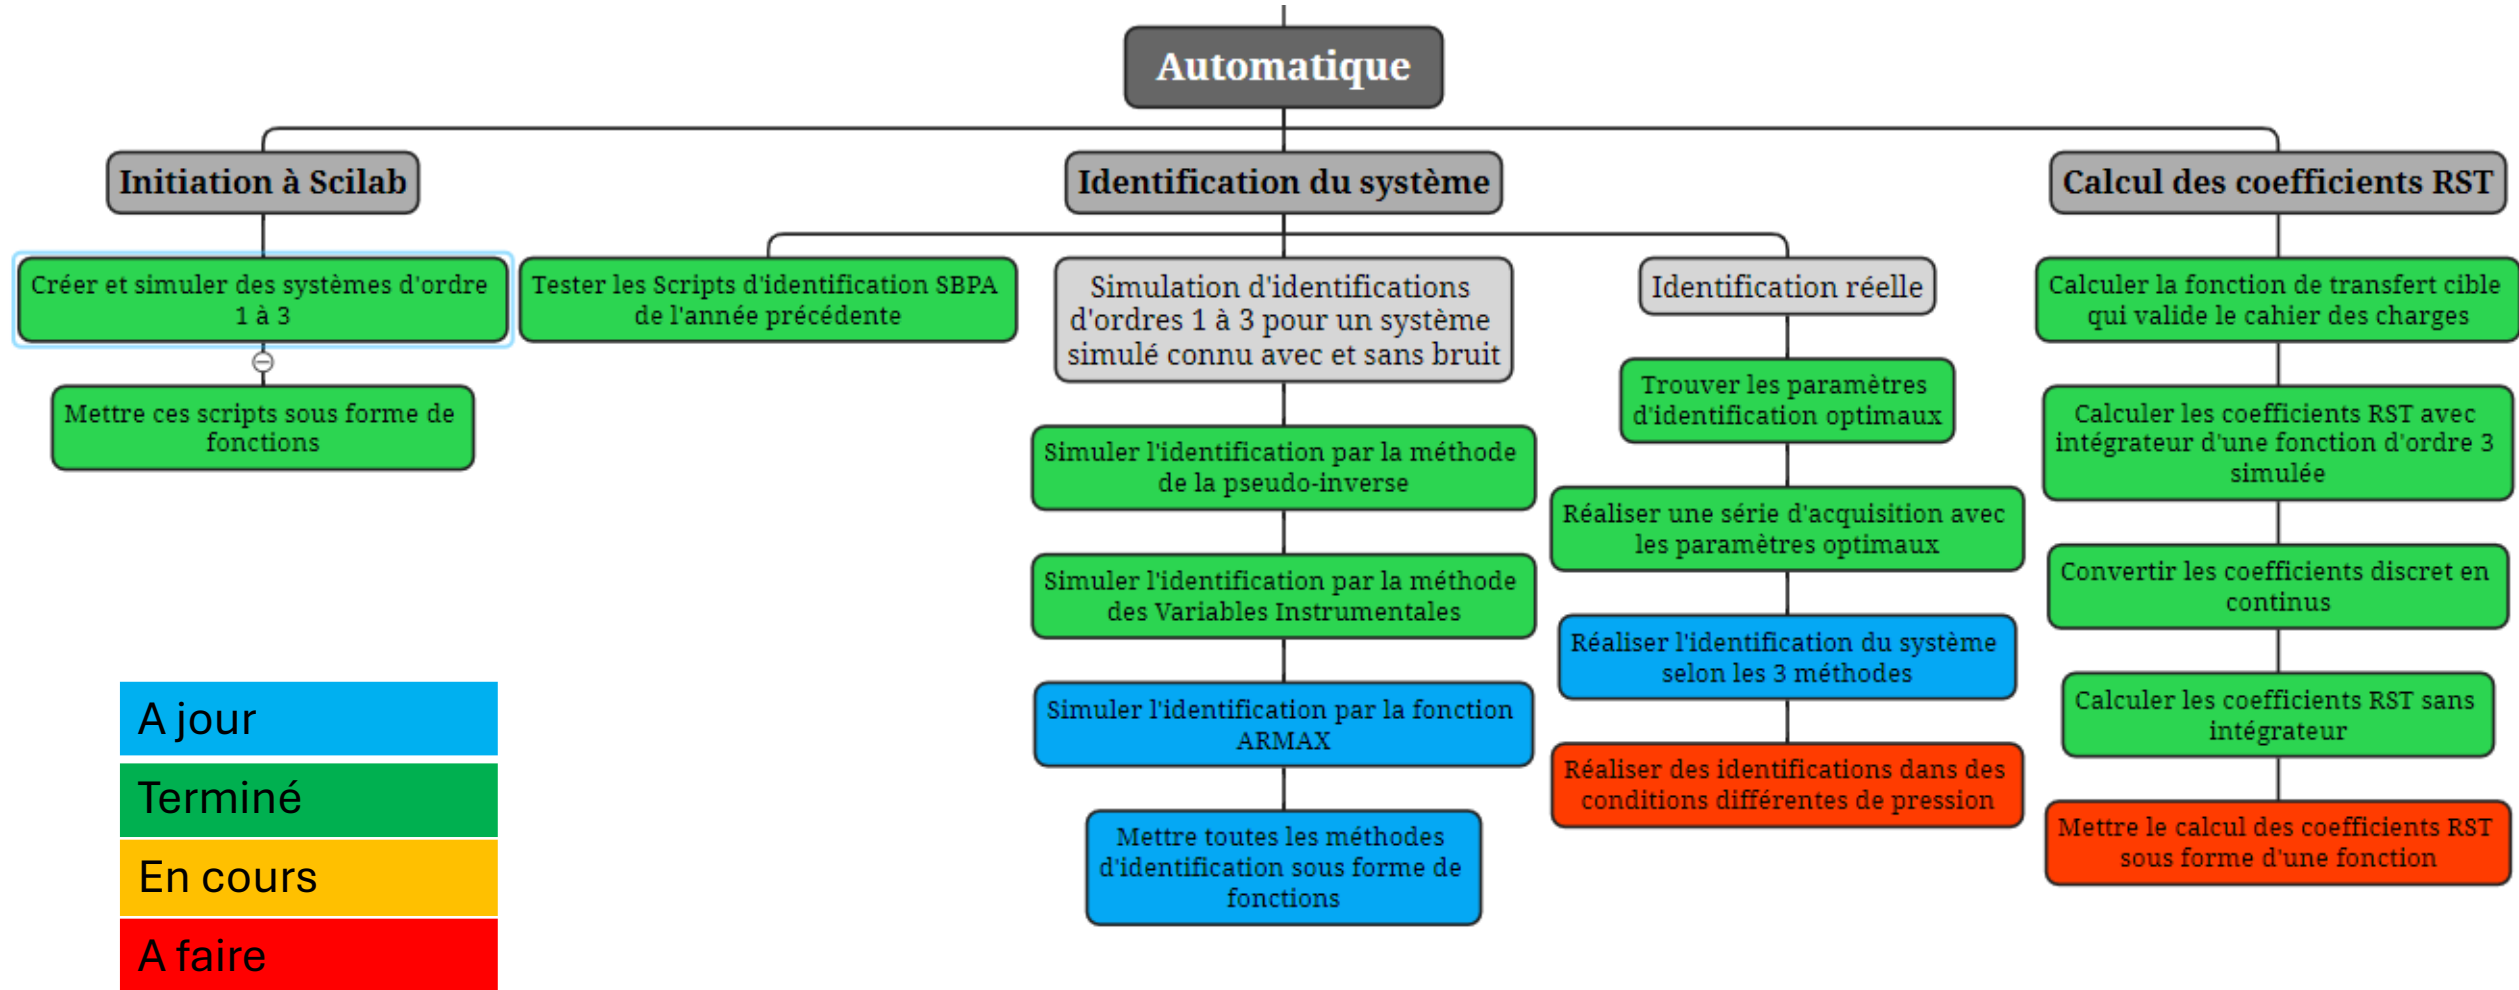 Automatique
Initiation à Scilab
Identification du système
Calcul des coefficients RST
Créer et simuler des systèmes d'ordre
1 à 3
Mettre ces scripts sous forme de
fonctions
Tester les Scripts d'identification SBPA
de l'année précédente
Simulation d'identifications
d'ordres 1 à 3 pour un système
simulé connu avec et sans bruit
Simuler l'identification par la méthode
de la pseudo-inverse
Simuler l'identification par la méthode
des Variables Instrumentales
Simuler l'identification par la fonction
ARMAX
Mettre toutes les méthodes
d'identification sous forme de
fonctions
Identification réelle
Trouver les paramètres
d'identification optimaux
Réaliser une série d'acquisition avec
les paramètres optimaux
Réaliser l'identification du système
selon les 3 méthodes
Réaliser des identifications dans des
conditions différentes de pression
Calculer la fonction de transfert cible
qui valide le cahier des charges
Calculer les coefficients RST avec
intégrateur d'une fonction d'ordre 3
simulée
Convertir les coefficients discret en
continus
Calculer les coefficients RST sans
intégrateur
Mettre le calcul des coefficients RST
sous forme d'une fonction
A jour
Terminé
En cours
A faire